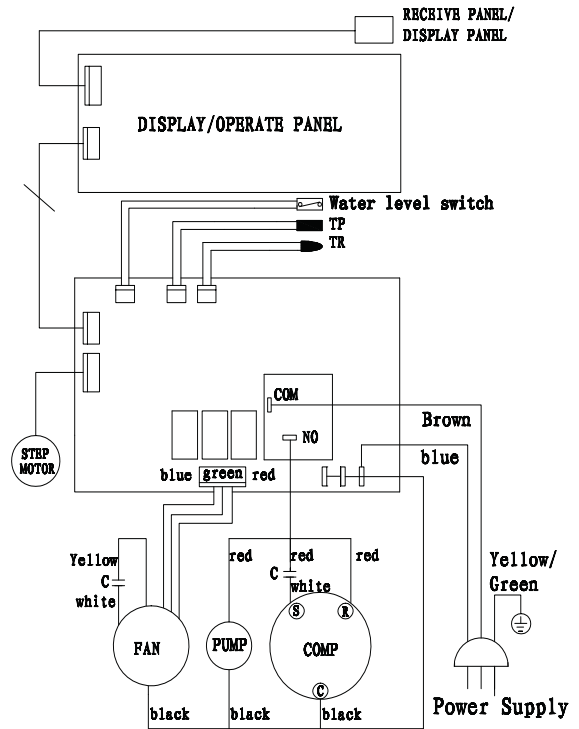 RECEIVE PANEL/
DISPLAY PANEL
DISPLAY/OPERATE PANEL
Water level switch
TP
TR
COM
NO
Brown
blue
STEP
MOTOR
blue
green
red
Yellow
C
white
red
red
red
C
white
Yellow/
Green
S
R
FAN
PUMP
COMP
C
black
black
black
Power Supply